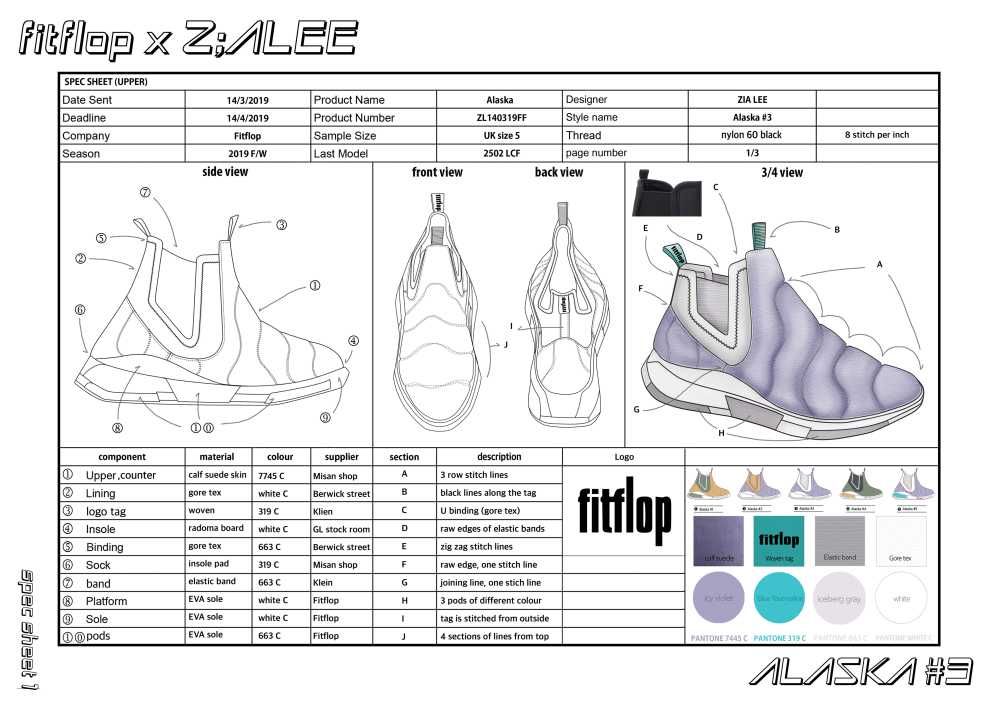 fitflop x Z;ALEE
SPEC SHEET (UPPER)
Date Sent 14/3/2019 Product Name Alaska Designer ZIA LEE
Deadline 14/4/2019 Product Number ZL140319FF Style name Alaska #3
Company Fitflop Sample Size UK size 5 Thread nylon 60 black 8 stitch per inch
Season 2019 F/W Last Model 2502 LCF page number 1/3
side view front view back view 3/4 view
⑦ ③ ⑤ ② ① ⑥ ④ ⑧ ①⓪ ⑨
I J
fitflop
fitflop
C B E D A F G H
fitflop
component material colour supplier section description Logo
① Upper,counter calf suede skin 7745 C Misan shop A 3 row stitch lines
② Lining gore tex white C Berwick street B black lines along the tag
③ logo tag woven 319 C Klien C U binding (gore tex)
④ Insole radoma board white C GL stock room D raw edges of elastic bands
⑤ Binding gore tex 663 C Berwick street E zig zag stitch lines
⑥ Sock insole pad 319 C Misan shop F raw edge, one stitch line
⑦ band elastic band 663 C Klein G joining line, one stich line
⑧ Platform EVA sole white C Fitflop H 3 pods of different colour
⑨ Sole EVA sole white C Fitflop I tag is stitched from outside
①⓪ pods EVA sole 663 C Fitflop J 4 sections of lines from top
fitflop
Alaska #1 Alaska #2 Alaska #3 Alaska #4 Alaska #5
calf suede Woven tag Elastic band Gore tex
fitflop
icy violet blue Tourmaline iceberg gray white
PANTONE 7445 C PANTONE 319 C PANTONE 663 C PANTONE WHITE C
spec sheet 1
ALASKA #3